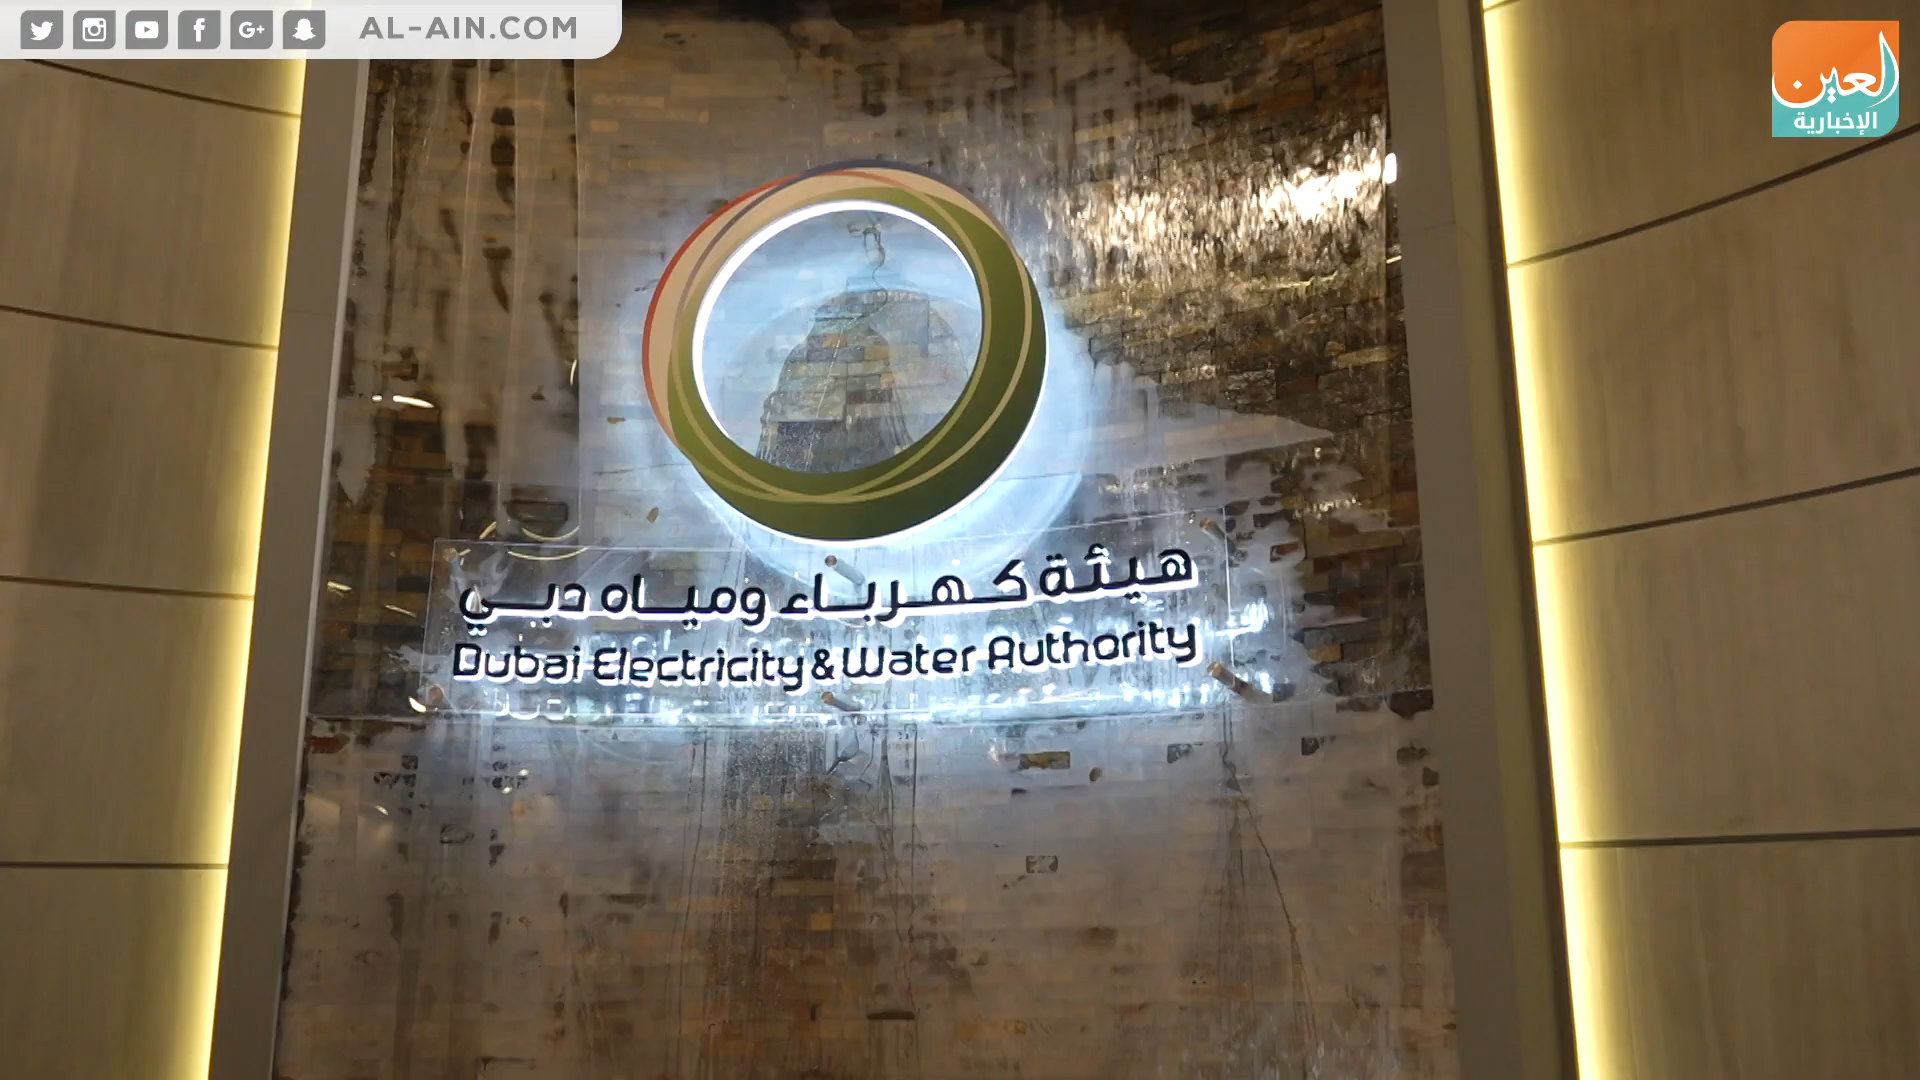 AL-AIN.COM
العين
الإخبارية
هيئة كهرباء ومياه دبي
Dubai Electricity & Water Authority